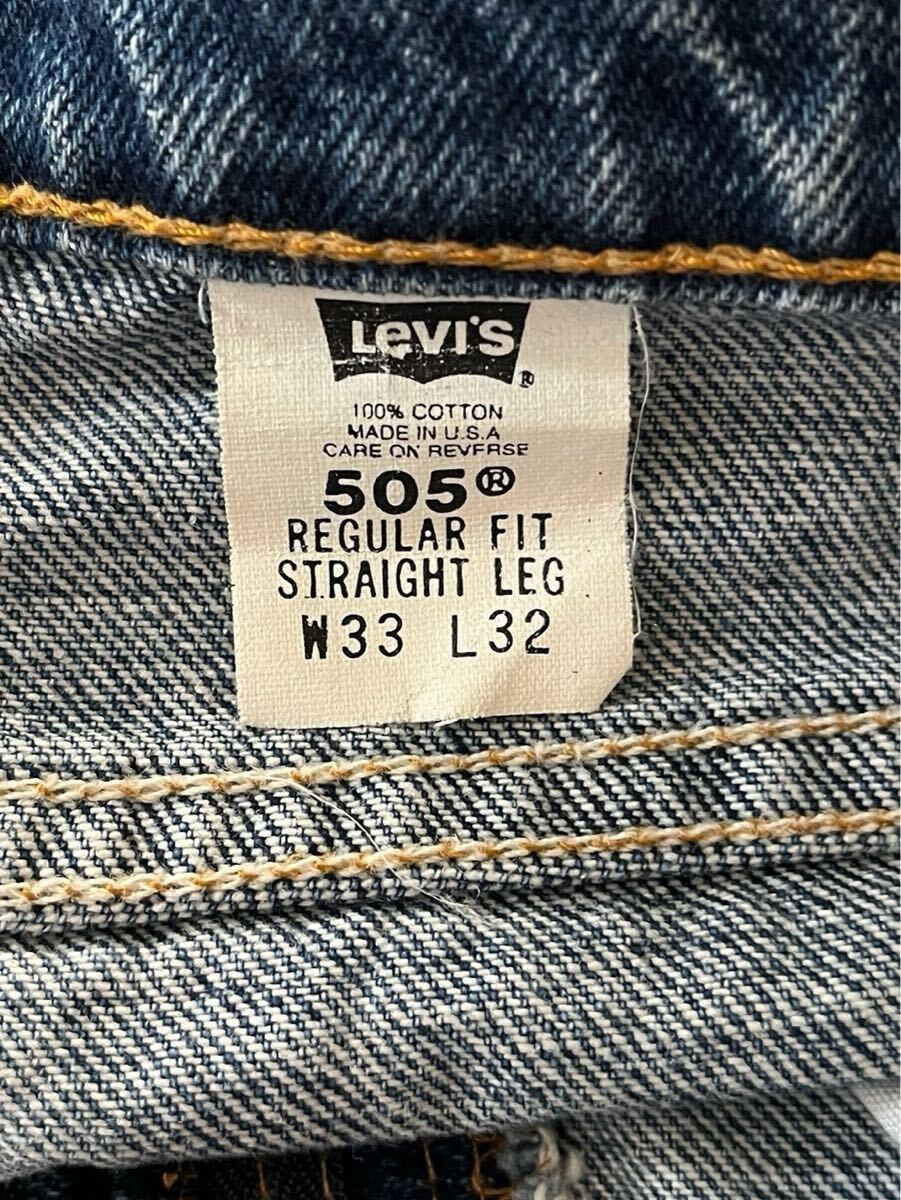 Levi's ®
100% COTTON
MADE IN U.S.A
CARE ON REVERSE
505®
REGULAR FIT
STRAIGHT LEG
W33 L32